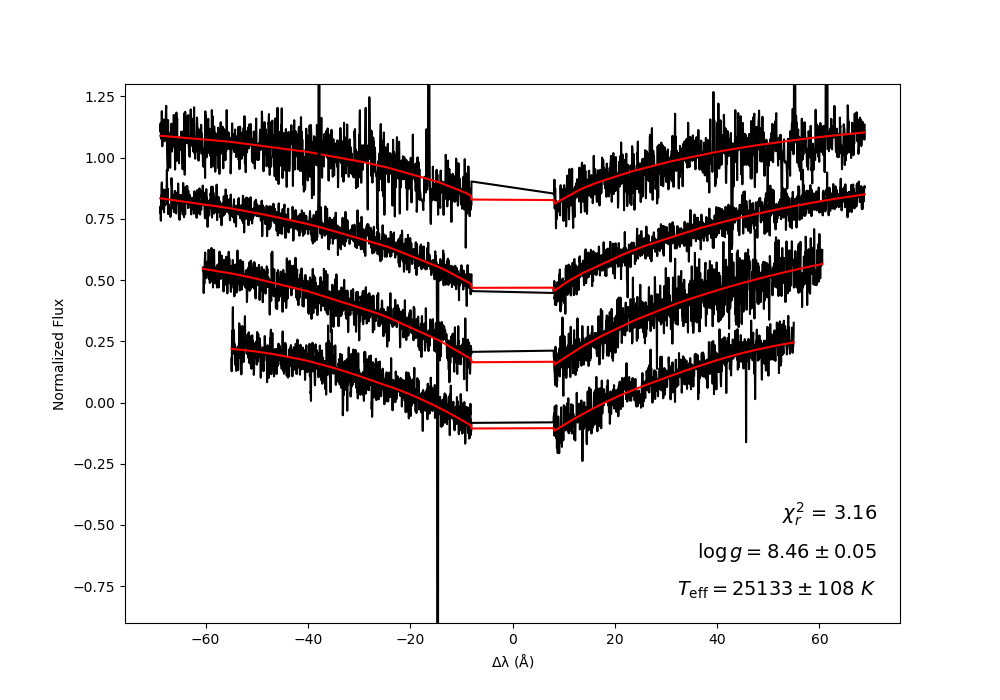 1.25
1.00
0.75
0.50
0.25
0.00
−0.25
−0.50
−0.75
Normalized Flux
χ²ᵣ = 3.16
log g = 8.46 ± 0.05
T_eff = 25133 ± 108 K
−60 −40 −20 0 20 40 60
Δλ (Å)